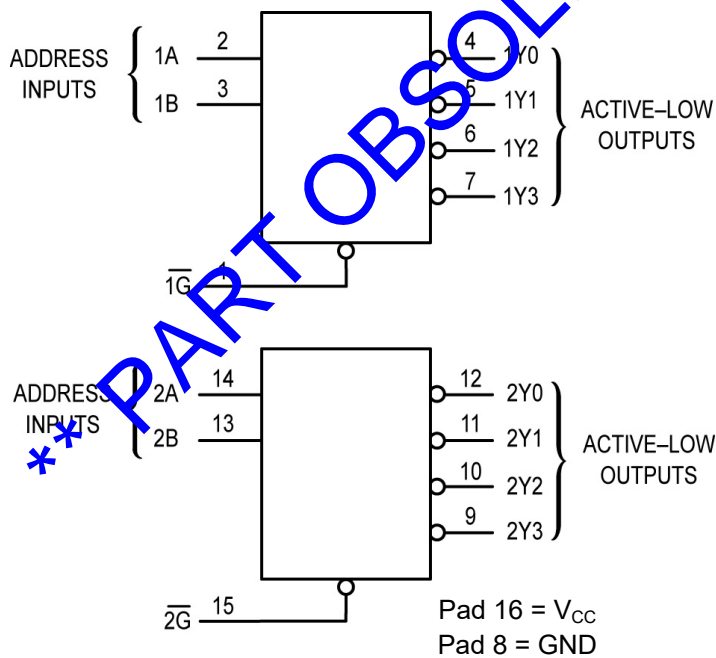 ADDRESS
INPUTS
1A
2
1B
3
4
1Y0
5
1Y1
6
1Y2
7
1Y3
ACTIVE–LOW
OUTPUTS
1G
1
ADDRESS
INPUTS
2A
14
2B
13
12
2Y0
11
2Y1
10
2Y2
9
2Y3
ACTIVE–LOW
OUTPUTS
2G
15
Pad 16 = VCC
Pad 8 = GND
** PART OBSOL